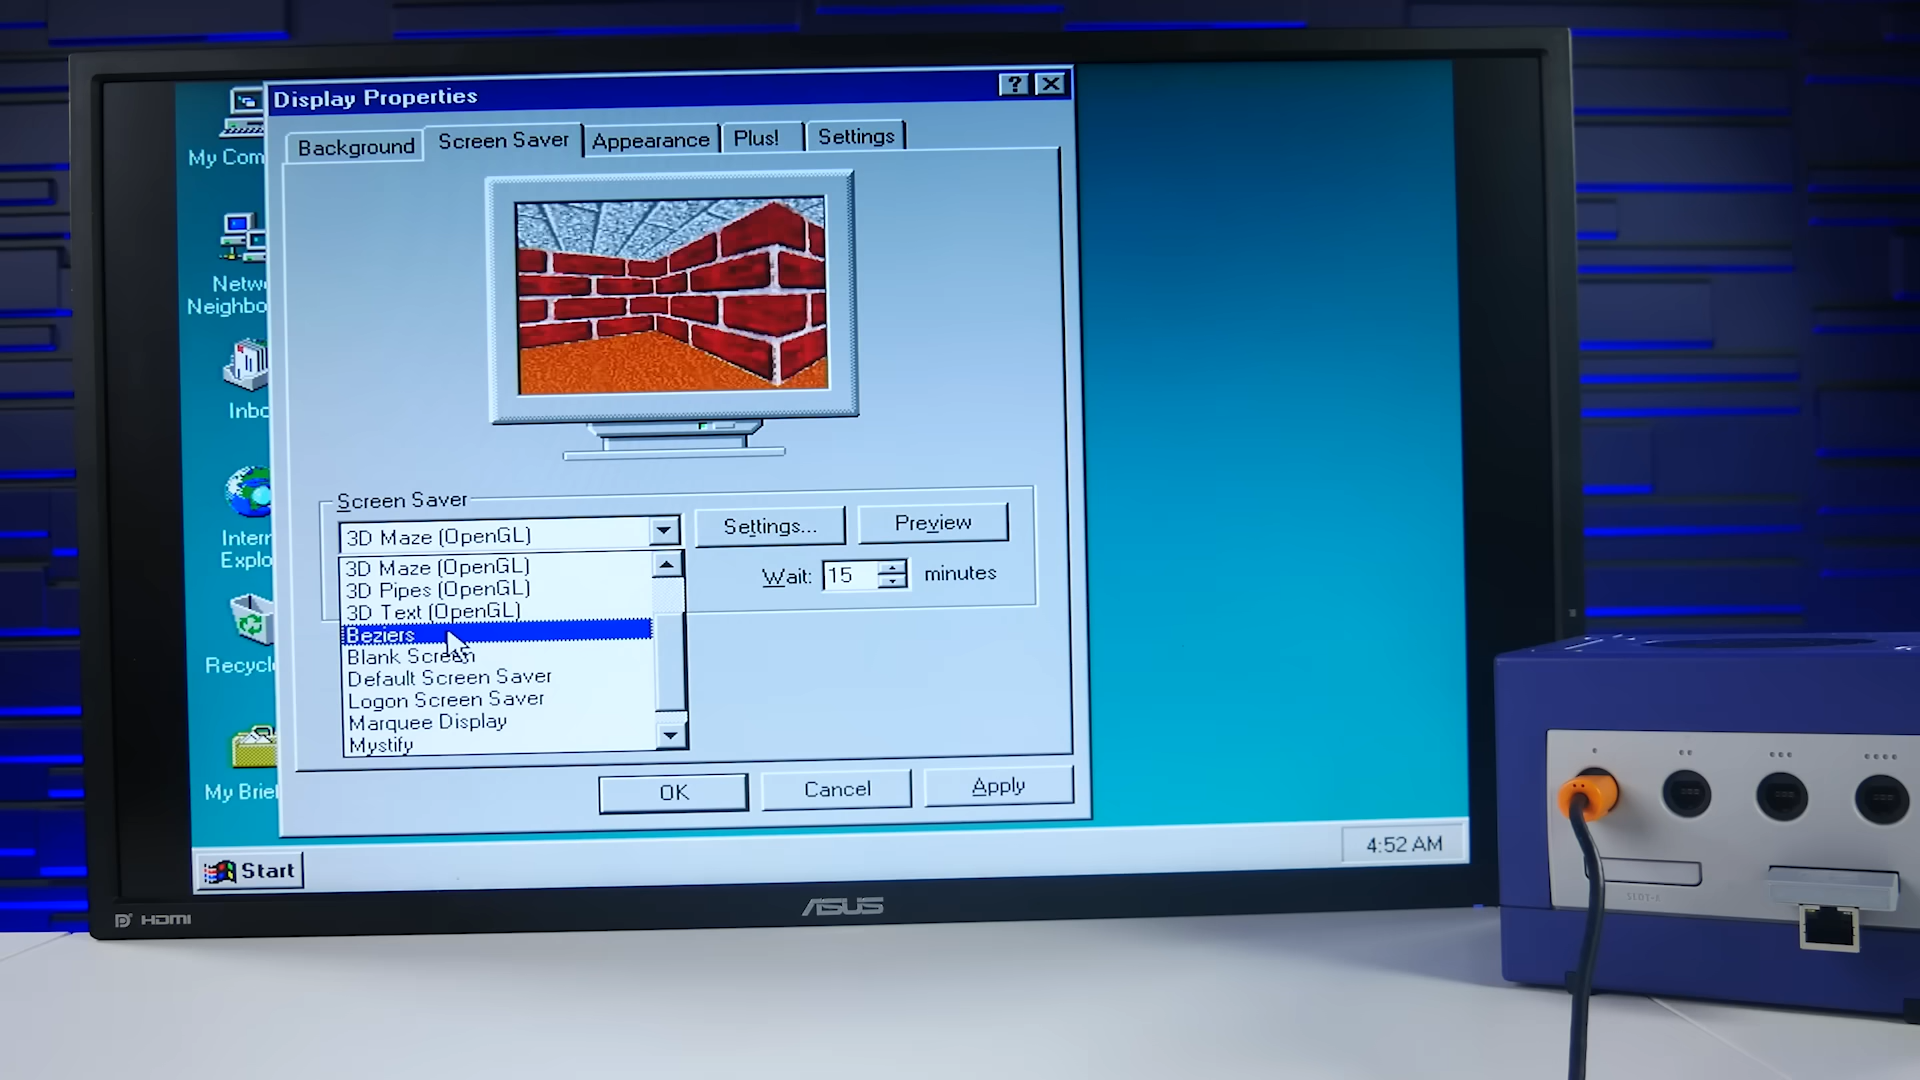 Display Properties
Background
Screen Saver
Appearance
Plus!
Settings
My Com
Netw
Neighbo
Inbo
Inter
Explo
Recycl
My Brief
Screen Saver
3D Maze (OpenGL)
Settings...
Preview
3D Maze (OpenGL)
3D Pipes (OpenGL)
3D Text (OpenGL)
Beziers
Blank Screen
Default Screen Saver
Logon Screen Saver
Marquee Display
Mystify
Wait: 15 minutes
OK
Cancel
Apply
Start
4:52 AM
HDMI
ASUS